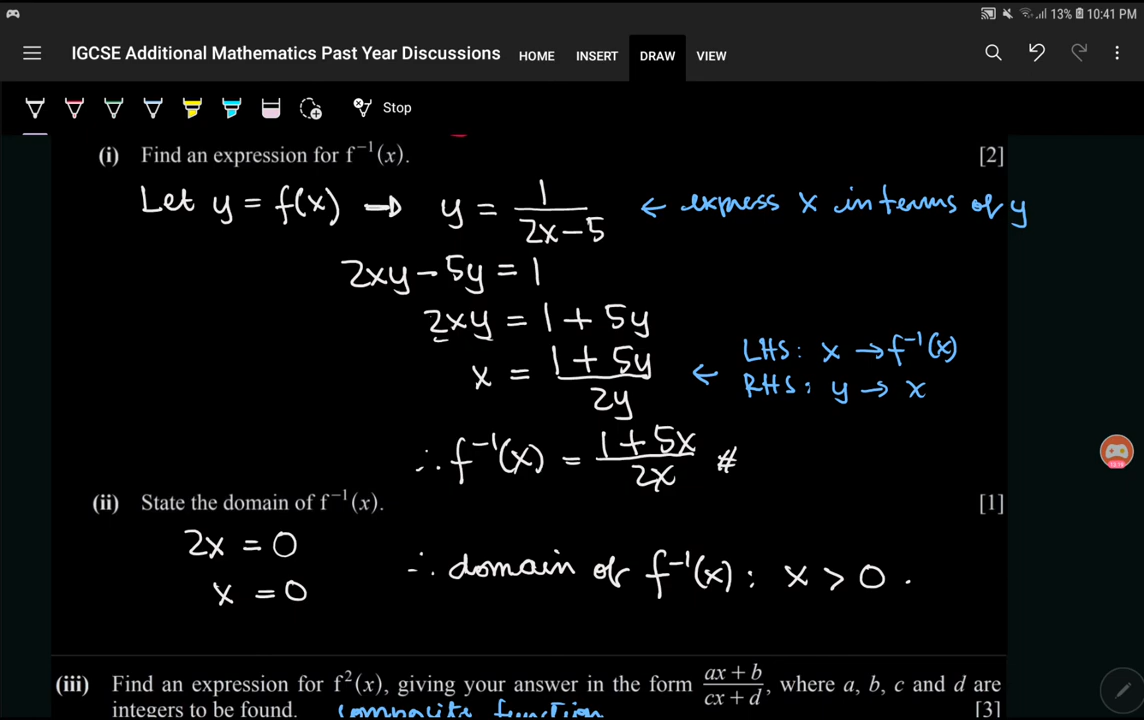 13% 10:41 PM
IGCSE Additional Mathematics Past Year Discussions HOME INSERT DRAW VIEW
Stop
(i) Find an expression for f⁻¹(x). [2]
Let y = f(x) → y = 1/(2x−5) ← express x in terms of y
2xy − 5y = 1
2xy = 1 + 5y
x = (1 + 5y)/2y ← LHS: x → f⁻¹(x)
RHS: y → x
∴ f⁻¹(x) = (1 + 5x)/2x #
(ii) State the domain of f⁻¹(x). [1]
2x = 0
x = 0
∴ domain of f⁻¹(x): x > 0.
(iii) Find an expression for f²(x), giving your answer in the form (ax + b)/(cx + d), where a, b, c and d are
integers to be found. composite function [3]